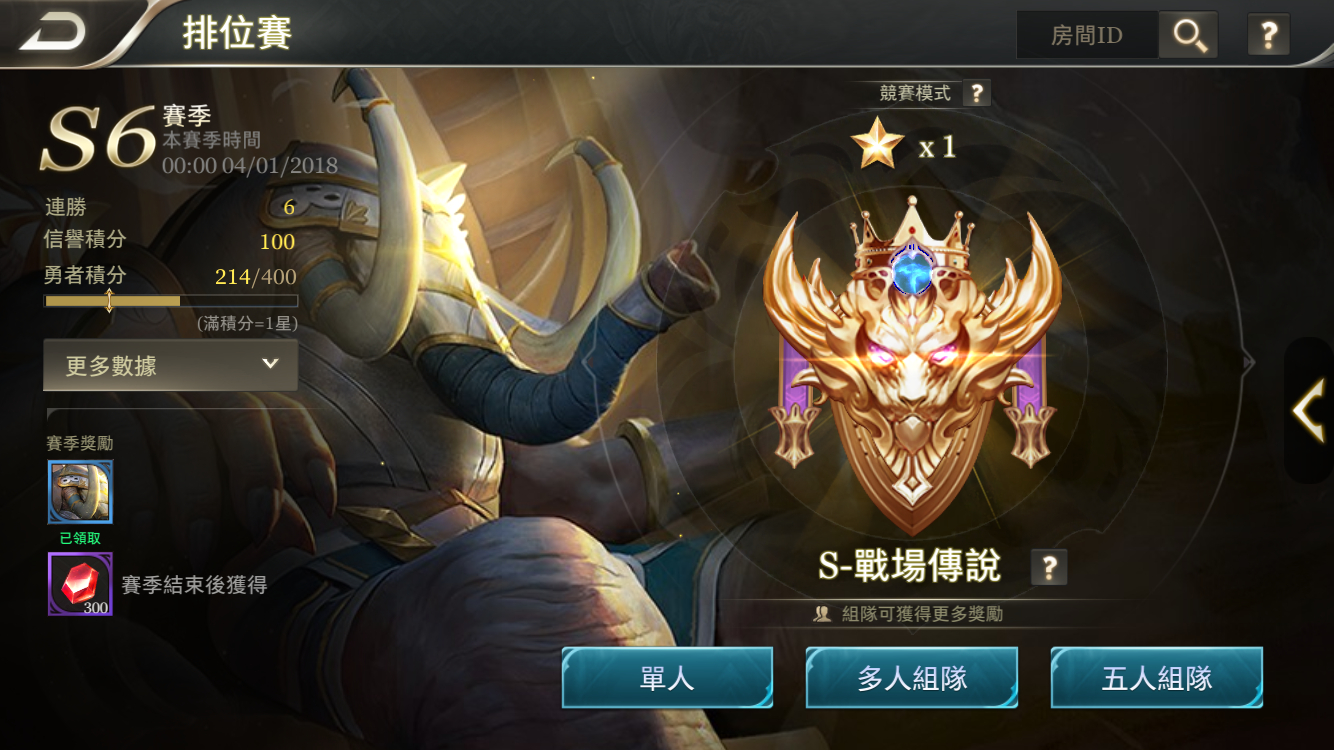 排位賽
房間ID
?
S6
賽季
本賽季時間
00:00 04/01/2018
連勝 6
信譽積分 100
勇者積分 214/400
(滿積分=1星)
更多數據
賽季獎勵
已領取
300
賽季結束後獲得
競賽模式 ?
x 1
S-戰場傳說 ?
組隊可獲得更多獎勵
單人
多人組隊
五人組隊